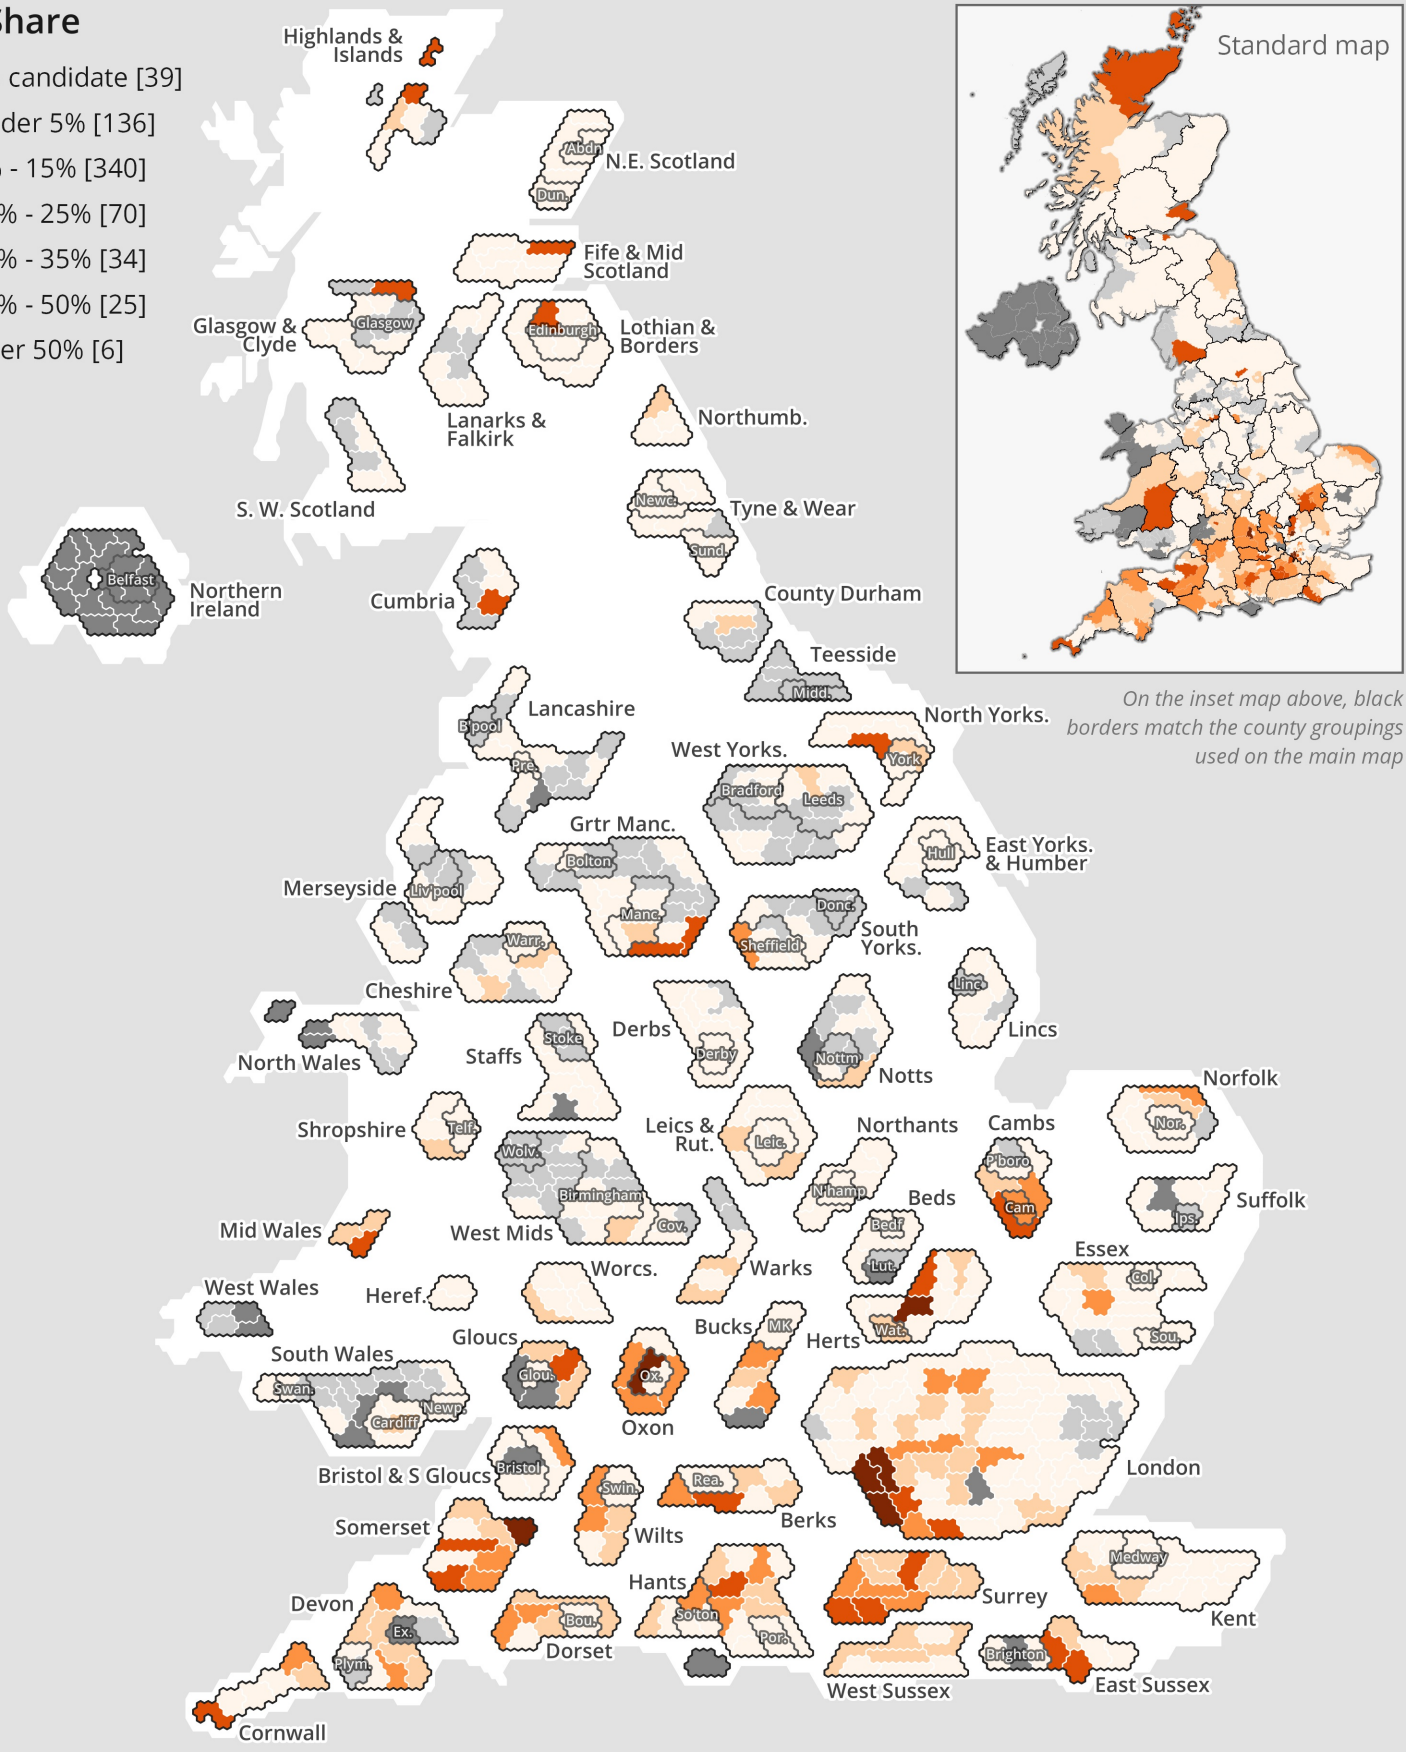 Share
candidate [39]
der 5% [136]
- 15% [340]
% - 25% [70]
% - 35% [34]
% - 50% [25]
er 50% [6]
Standard map
On the inset map above, black
borders match the county groupings
used on the main map
Highlands &
Islands
Abdn
N.E. Scotland
Dun.
Fife & Mid
Scotland
Glasgow &
Clyde
Glasgow
Edinburgh
Lothian &
Borders
Lanarks &
Falkirk
Northumb.
S. W. Scotland
Newc.
Tyne & Wear
Sund.
Belfast
Northern
Ireland
Cumbria
County Durham
Teesside
Midd.
Lancashire
B'pool
Pre.
North Yorks.
York
West Yorks.
Bradford
Leeds
Grtr Manc.
Bolton
Manc.
East Yorks.
& Humber
Hull
Merseyside
Liv'pool
Donc.
Sheffield
South
Yorks.
Warr.
Cheshire
Linc
Lincs
North Wales
Staffs
Stoke
Derbs
Derby
Nottm
Notts
Norfolk
Nor.
Shropshire
Telf.
Leics &
Rut.
Leic.
Northants
N'hamp
Cambs
P'boro
Cam
Wolv.
Birmingham
West Mids
Cov.
Beds
Bedf
Lut.
Suffolk
Ips.
Mid Wales
Warks
Essex
Col.
Sou.
West Wales
Heref.
Worcs.
Herts
Wat.
South Wales
Swan.
Cardiff
Newp.
Gloucs
Glou.
Ox.
Oxon
Bucks
MK
Bristol & S Gloucs
Bristol
London
Somerset
Swin.
Wilts
Rea.
Berks
Hants
So'ton
Por.
Surrey
Medway
Kent
Devon
Ex.
Plym.
Bou.
Dorset
West Sussex
Brighton
East Sussex
Cornwall